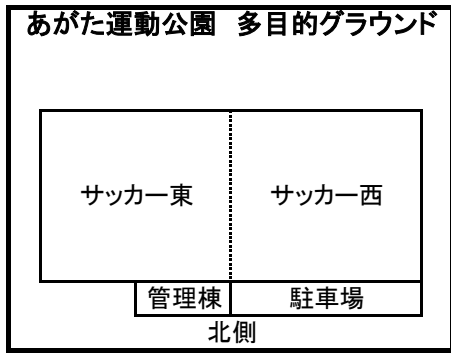 あがた運動公園　多目的グラウンド
サッカー東
サッカー西
管理棟
駐車場
北側